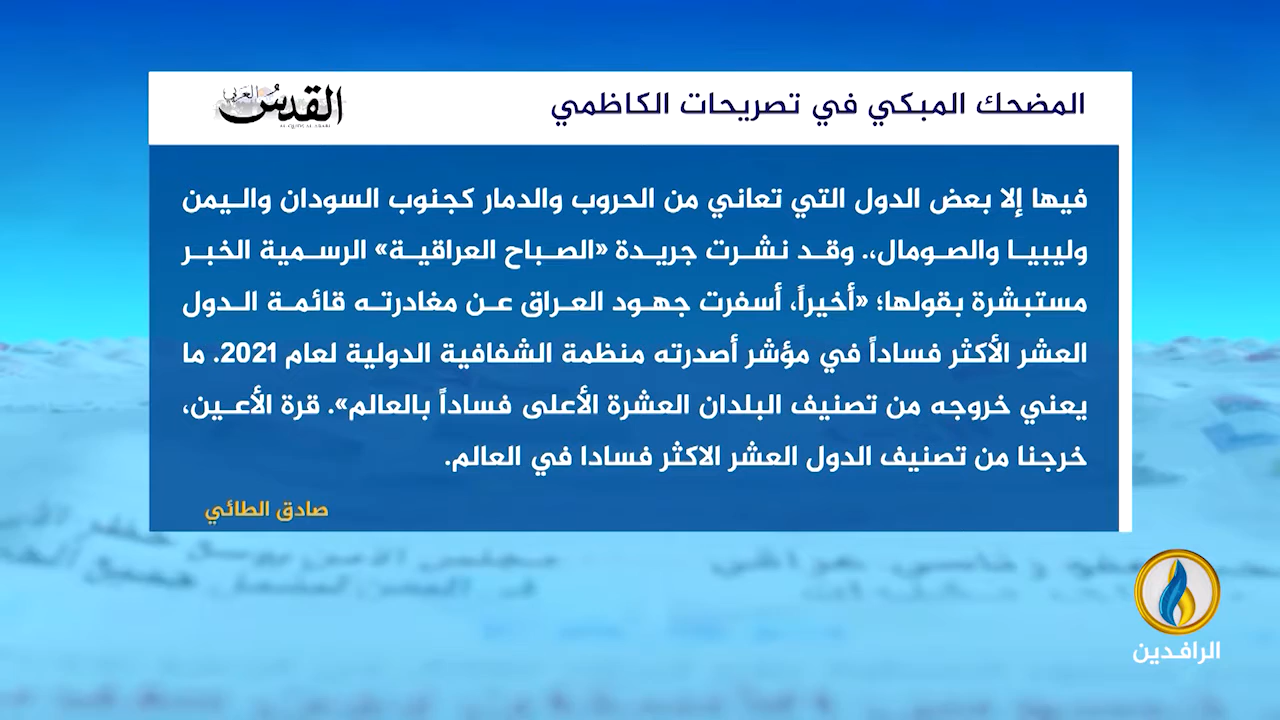 المضحك المبكي في تصريحات الكاظمي
القدس العربي
فيها إلا بعض الدول التي تعاني من الحروب والدمار كجنوب السودان واليمن
وليبيا والصومال،. وقد نشرت جريدة «الصباح العراقية» الرسمية الخبر
مستبشرة بقولها؛ «أخيراً، أسفرت جهود العراق عن مغادرته قائمة الدول
العشر الأكثر فساداً في مؤشر أصدرته منظمة الشفافية الدولية لعام 2021. ما
يعني خروجه من تصنيف البلدان العشرة الأعلى فساداً بالعالم». قرة الأعين،
خرجنا من تصنيف الدول العشر الاكثر فسادا في العالم.
صادق الطائي
الرافدين